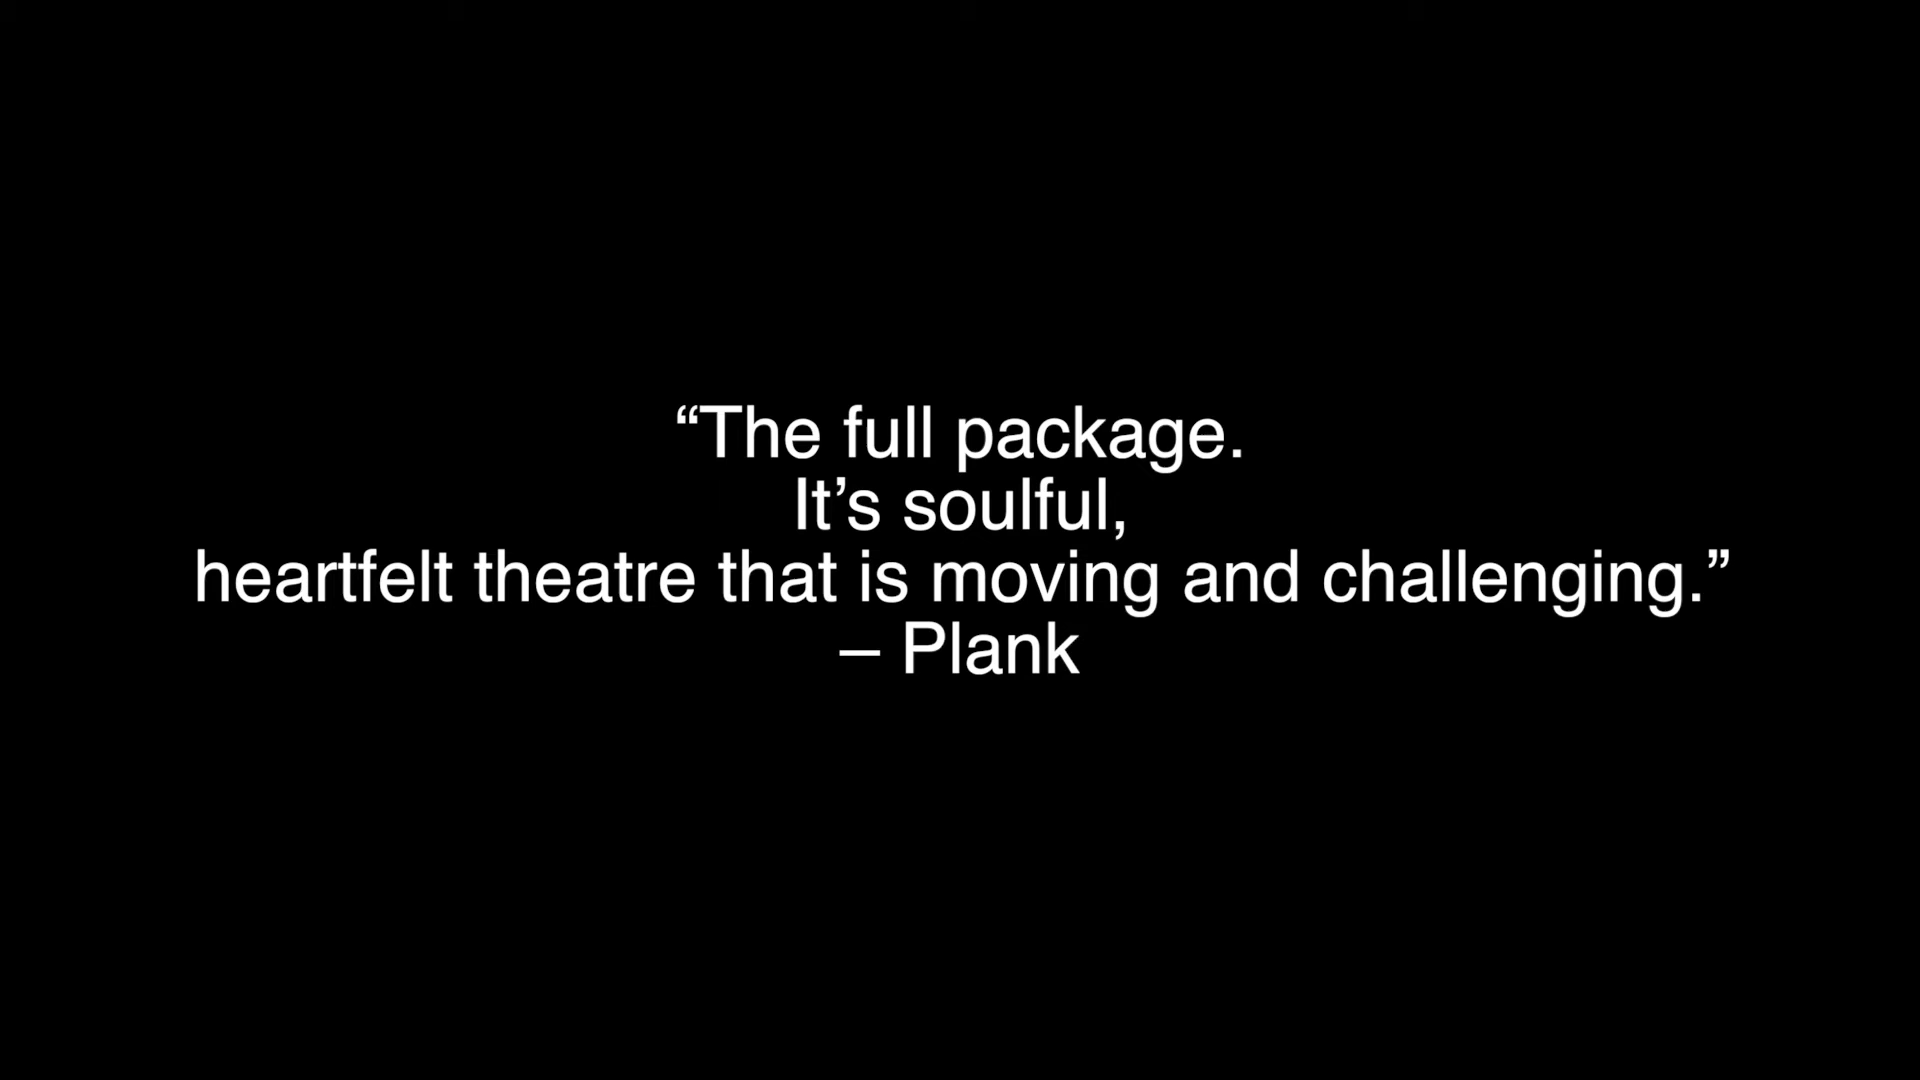 “The full package.
It’s soulful,
heartfelt theatre that is moving and challenging.”
– Plank